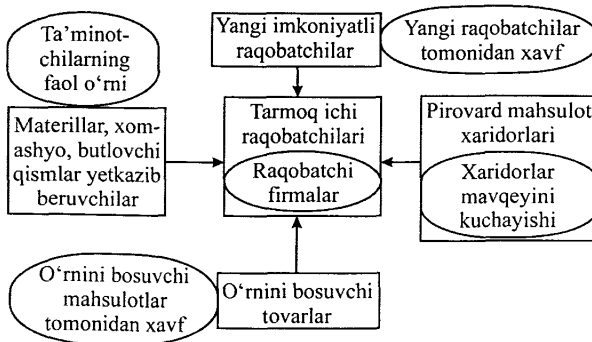 Ta’minot-
chilarning
faol o‘rni
Yangi imkoniyatli
raqobatchilar
Yangi raqobatchilar
tomonidan xavf
Materillar, xom-
ashyo, butlovchi
qismlar yetkazib
beruvchilar
Tarmoq ichi
raqobatchilari
Raqobatchi
firmalar
Pirovard mahsulot
xaridorlari
Xaridorlar
mavqeyini
kuchayishi
O‘rnini bosuvchi
mahsulotlar
tomonidan xavf
O‘rnini bosuvchi
tovarlar